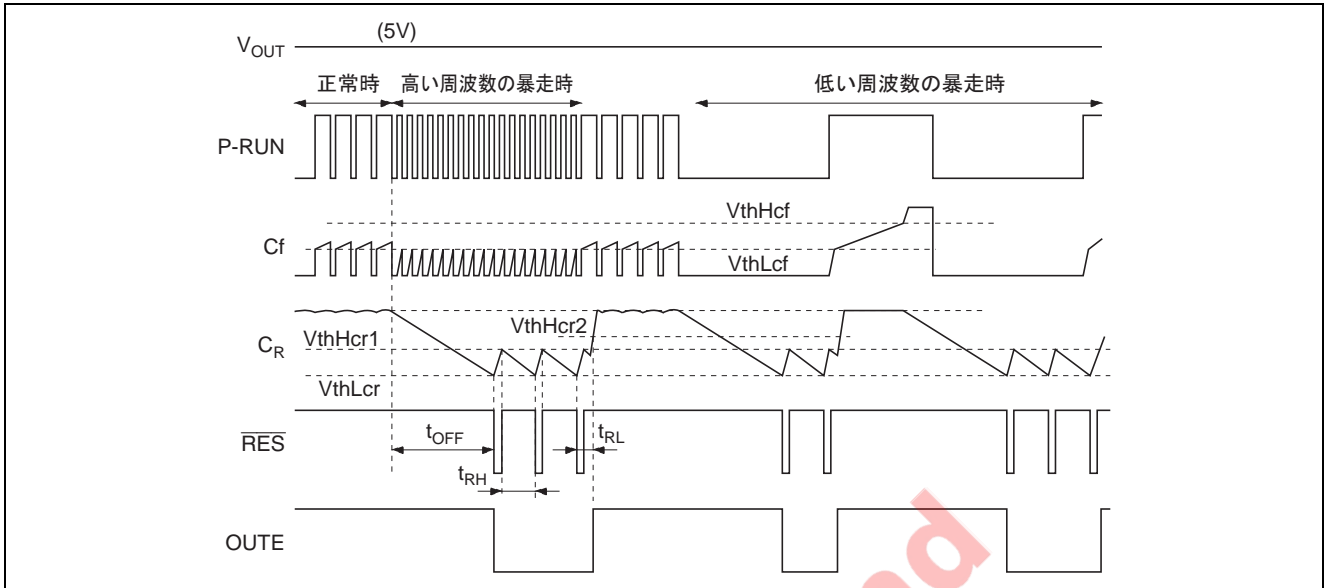 (5V)
VOUT
正常時 高い周波数の暴走時 低い周波数の暴走時
P-RUN
VthHcf
Cf
VthLcf
VthHcr1 VthHcr2
CR
VthLcr
RES
tOFF tRL
tRH
OUTE